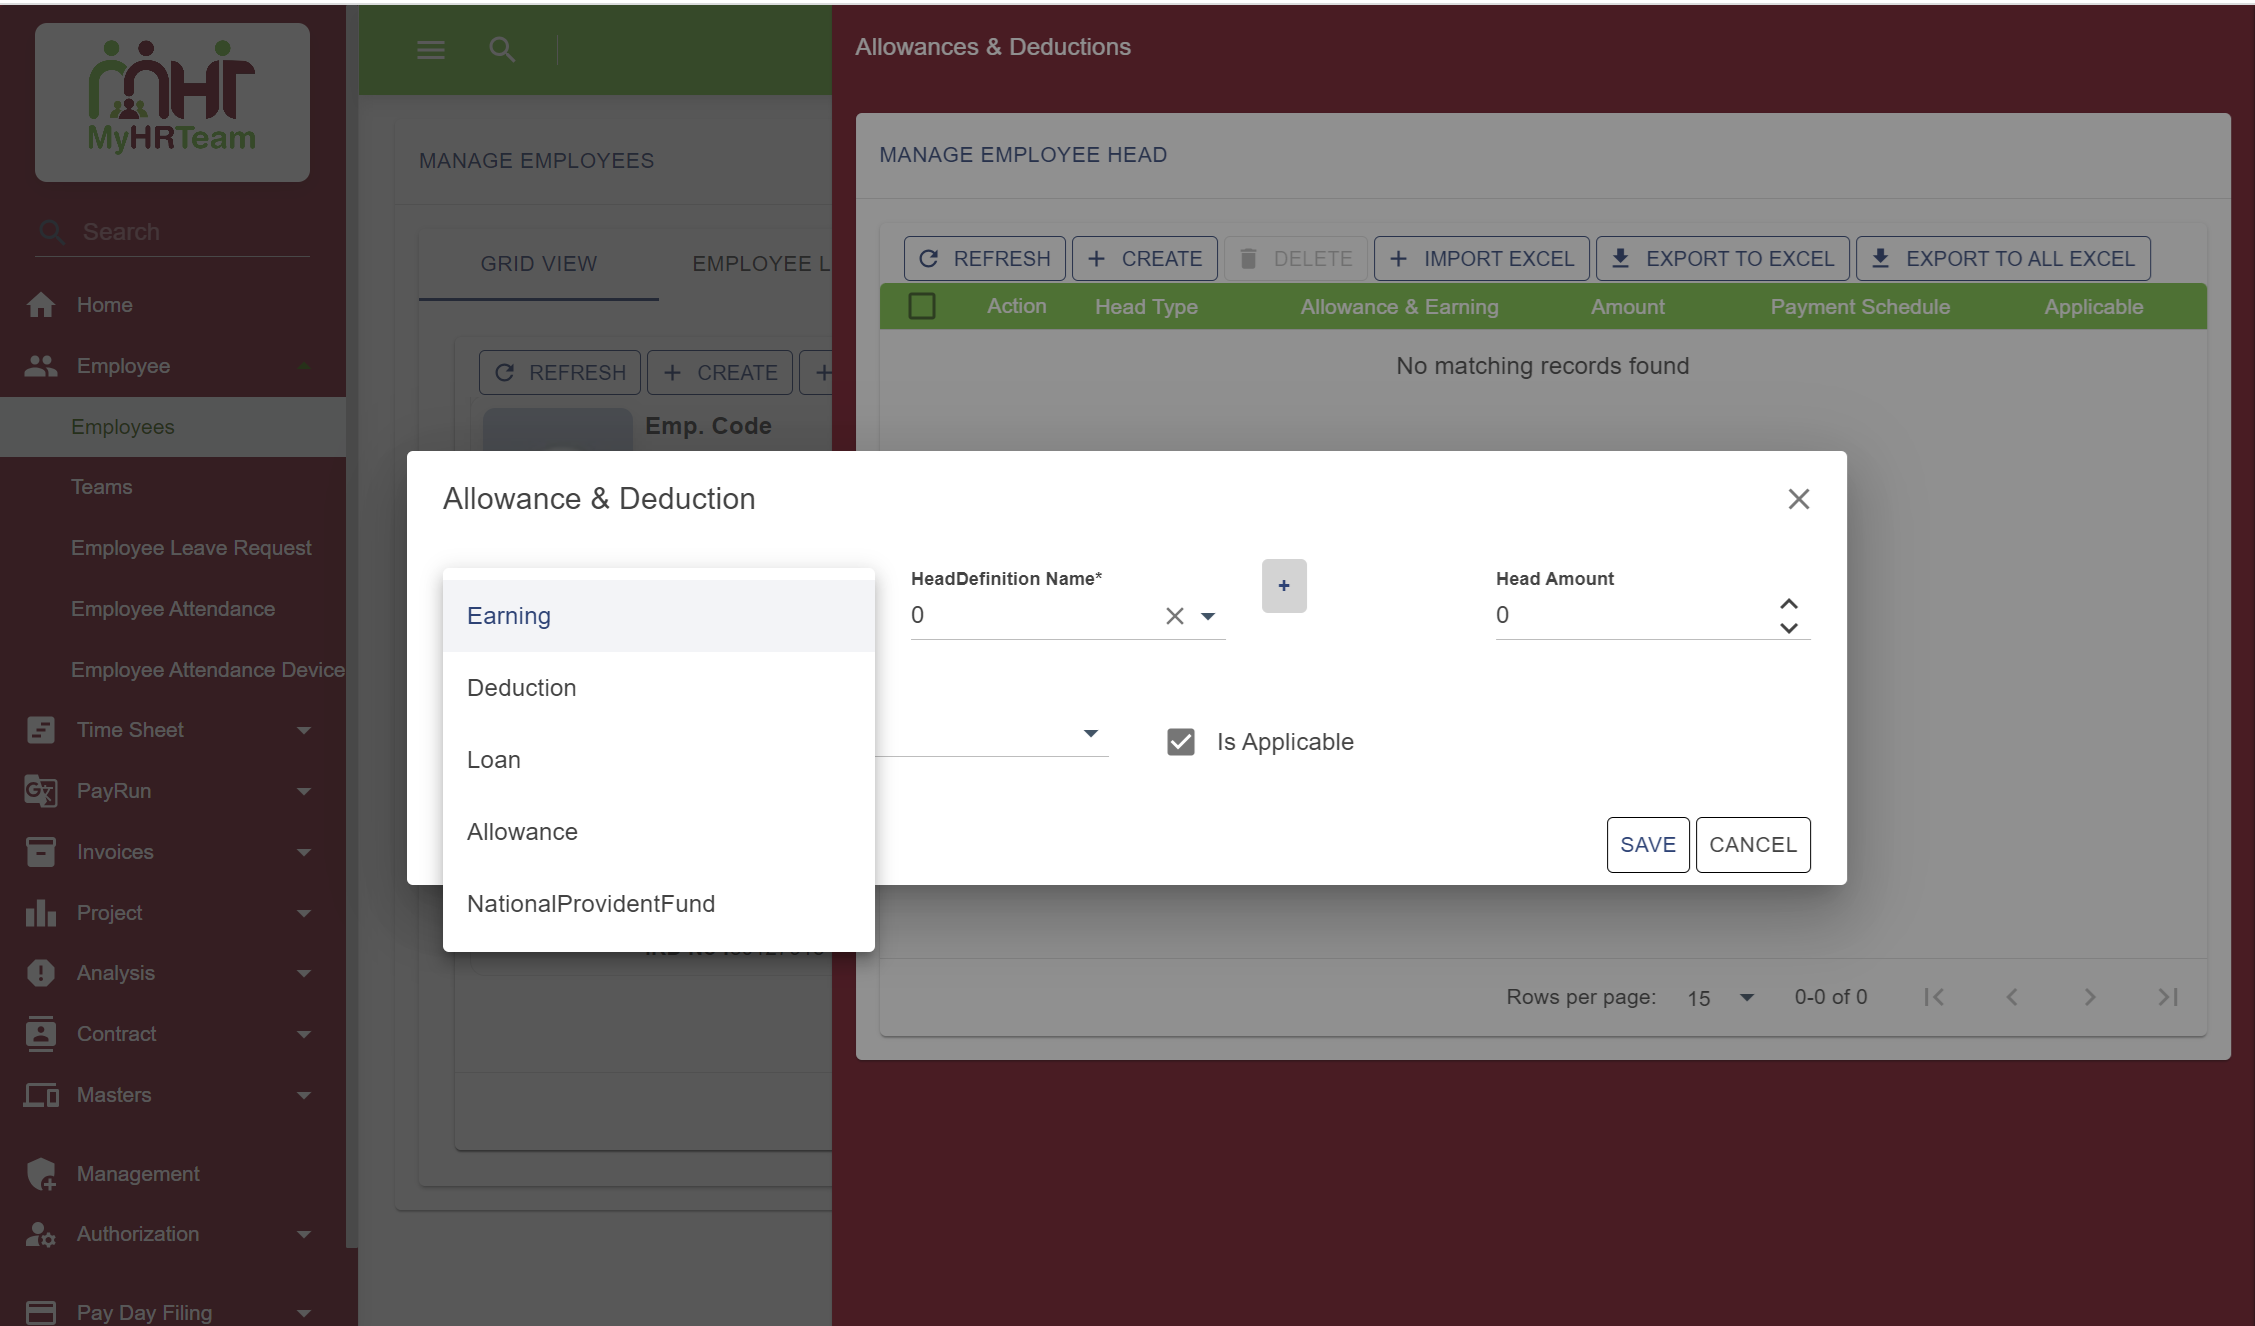 MyHRTeam
Search
Home
Employee
Employees
Teams
Employee Leave Request
Employee Attendance
Employee Attendance Device
Time Sheet
PayRun
Invoices
Project
Analysis
Contract
Masters
Management
Authorization
Pay Day Filing
MANAGE EMPLOYEES
GRID VIEW
EMPLOYEE L
REFRESH
CREATE
Emp. Code
Allowances & Deductions
MANAGE EMPLOYEE HEAD
REFRESH
CREATE
DELETE
IMPORT EXCEL
EXPORT TO EXCEL
EXPORT TO ALL EXCEL
Action
Head Type
Allowance & Earning
Amount
Payment Schedule
Applicable
No matching records found
Allowance & Deduction
Earning
Deduction
Loan
Allowance
NationalProvidentFund
HeadDefinition Name*
0
+
Head Amount
0
Is Applicable
SAVE
CANCEL
Rows per page:
15
0-0 of 0